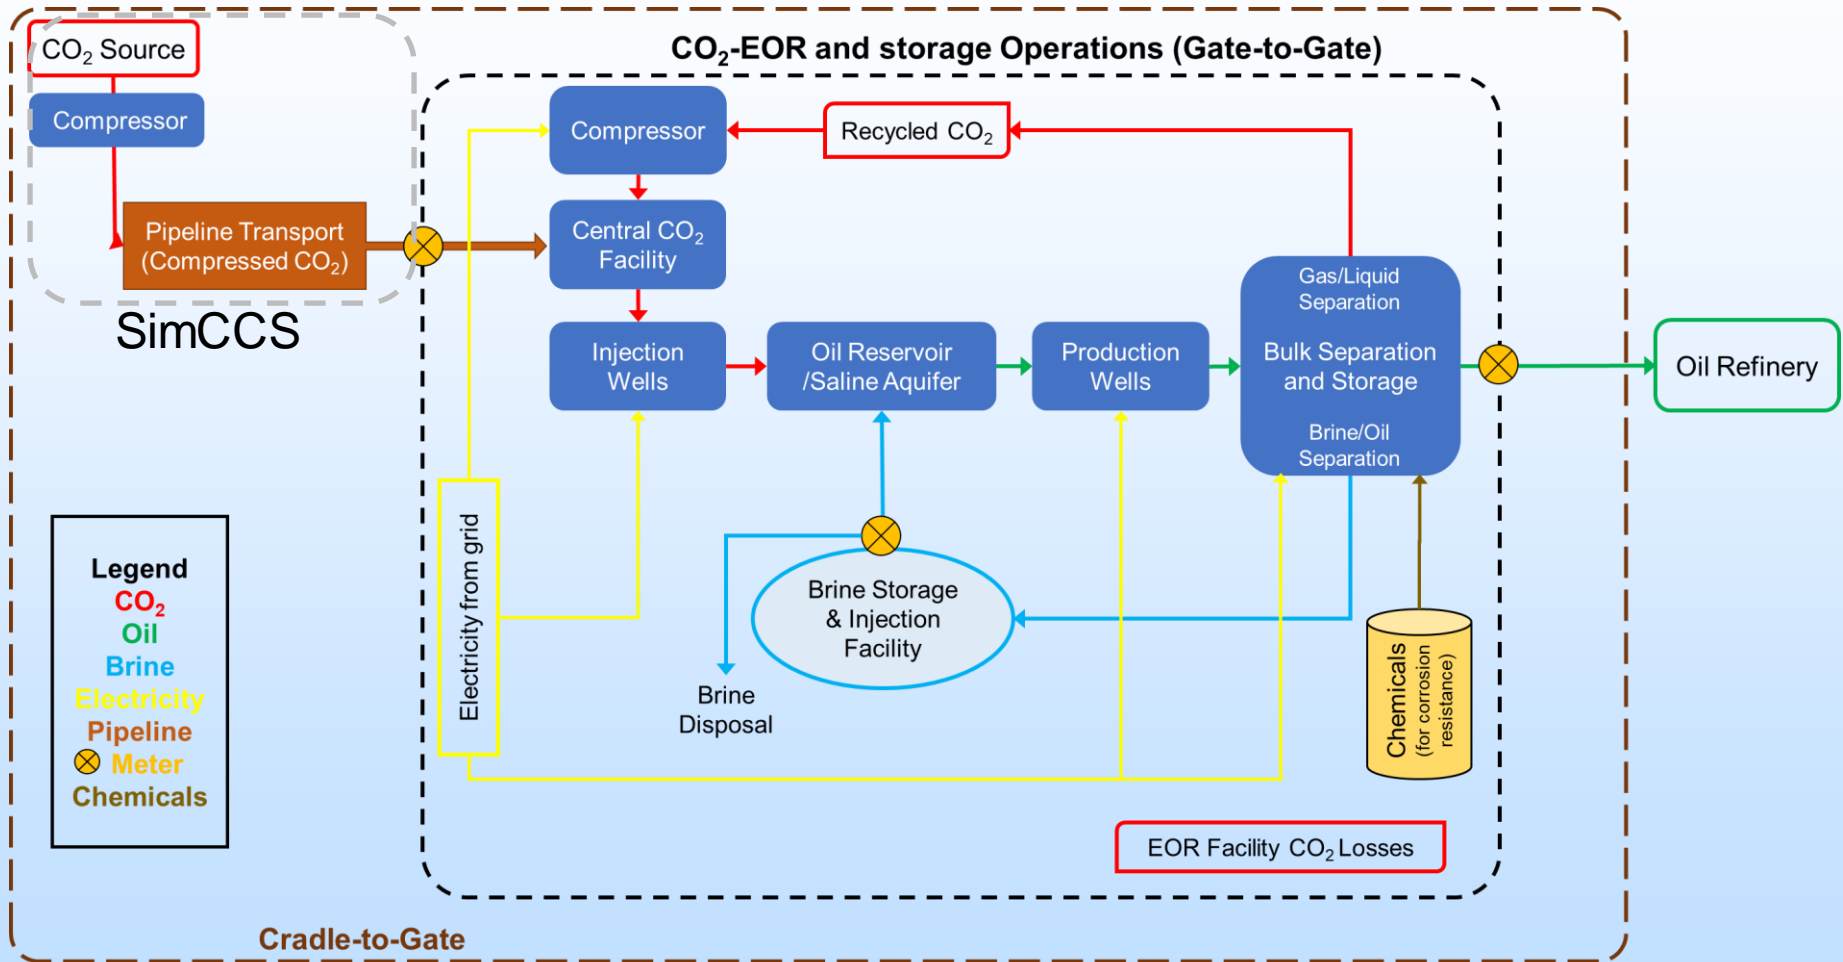 CO₂ Source
Compressor
Pipeline Transport
(Compressed CO₂)
SimCCS
CO₂-EOR and storage Operations (Gate-to-Gate)
Compressor
Recycled CO₂
Central CO₂
Facility
Injection
Wells
Oil Reservoir
/Saline Aquifer
Production
Wells
Gas/Liquid
Separation
Bulk Separation
and Storage
Brine/Oil
Separation
Oil Refinery
Electricity from grid
Brine Storage
& Injection
Facility
Brine
Disposal
Chemicals
(for corrosion
resistance)
EOR Facility CO₂ Losses
Legend
CO₂
Oil
Brine
Electricity
Pipeline
Meter
Chemicals
Cradle-to-Gate